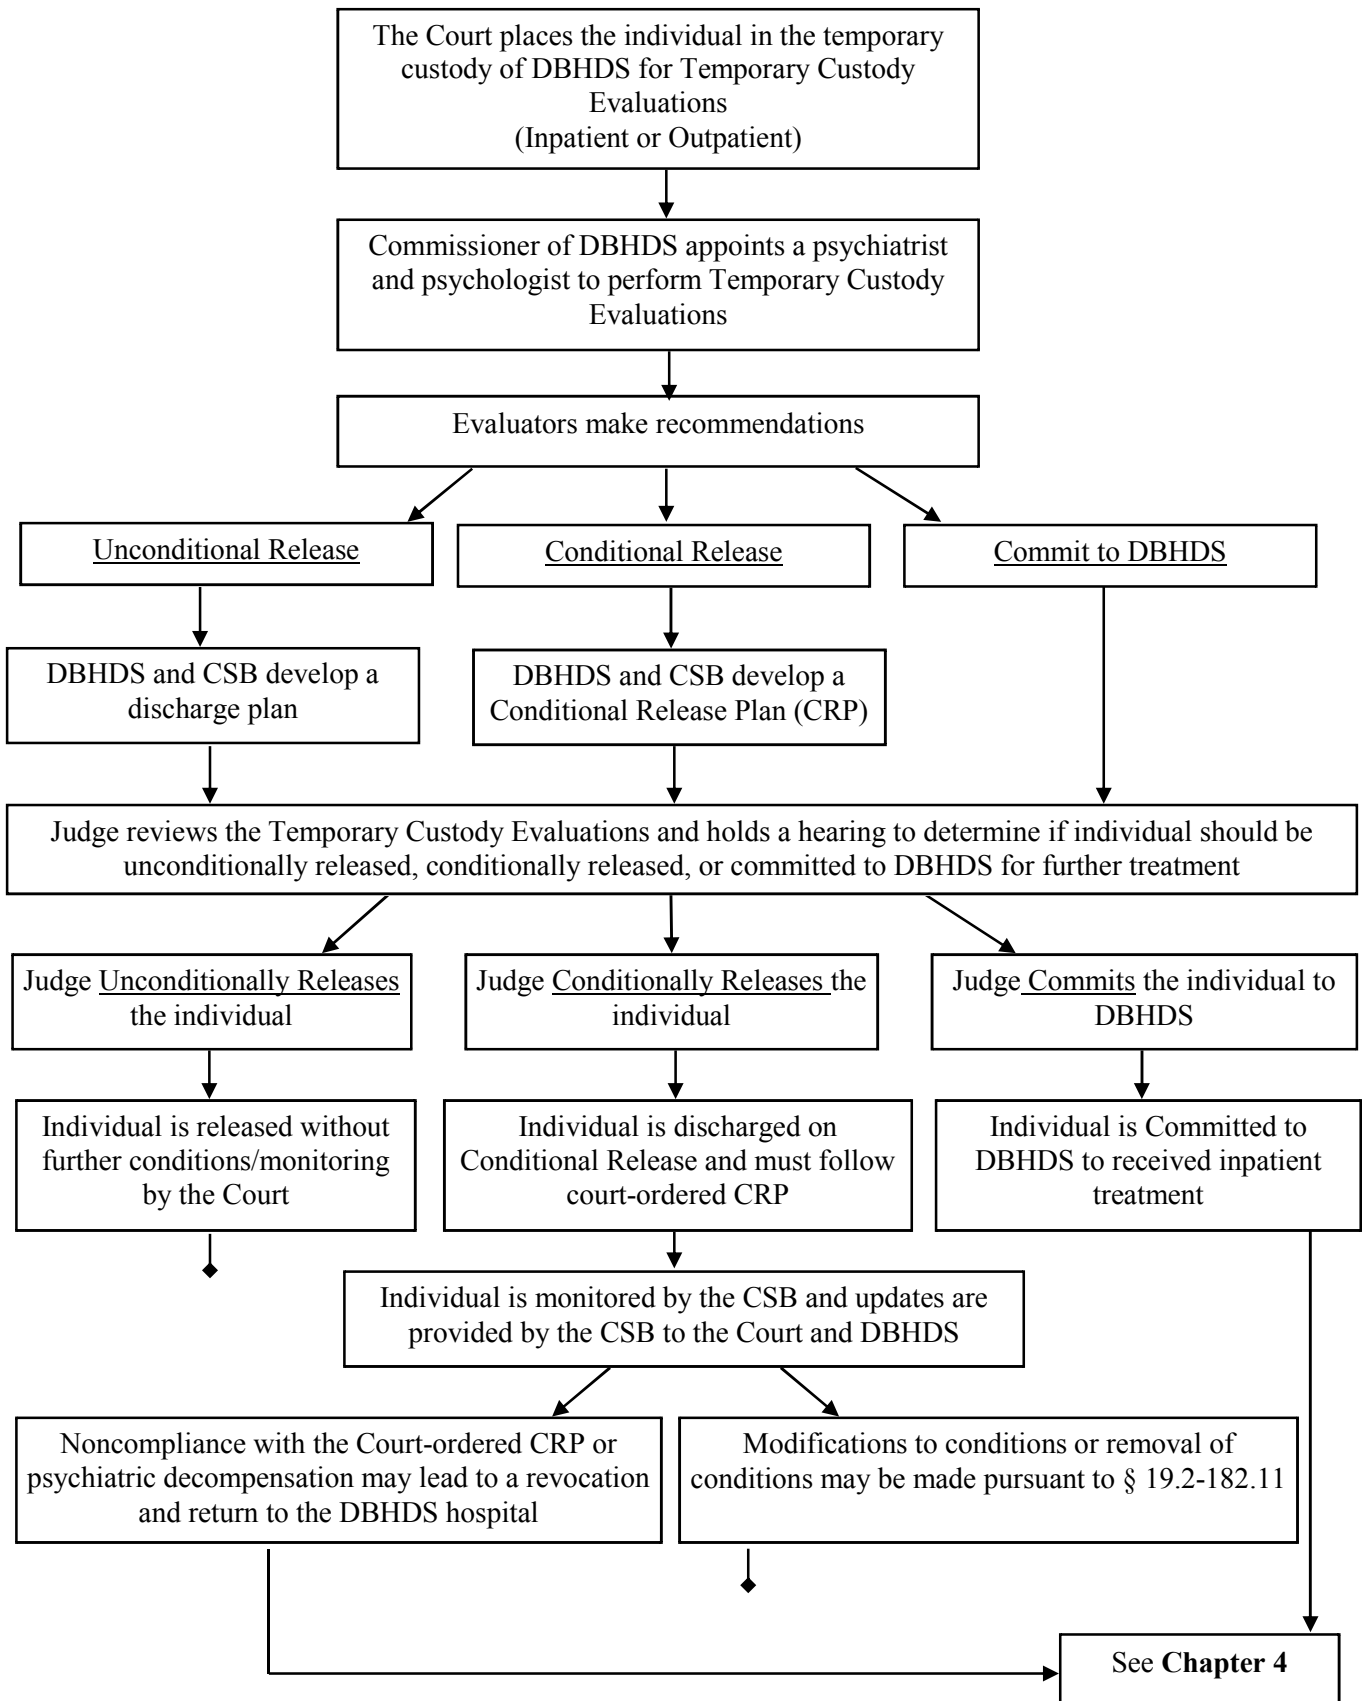 The Court places the individual in the temporary
custody of DBHDS for Temporary Custody
Evaluations
(Inpatient or Outpatient)
Commissioner of DBHDS appoints a psychiatrist
and psychologist to perform Temporary Custody
Evaluations
Evaluators make recommendations
Unconditional Release
Conditional Release
Commit to DBHDS
DBHDS and CSB develop a
discharge plan
DBHDS and CSB develop a
Conditional Release Plan (CRP)
Judge reviews the Temporary Custody Evaluations and holds a hearing to determine if individual should be
unconditionally released, conditionally released, or committed to DBHDS for further treatment
Judge Unconditionally Releases
the individual
Judge Conditionally Releases the
individual
Judge Commits the individual to
DBHDS
Individual is released without
further conditions/monitoring
by the Court
Individual is discharged on
Conditional Release and must follow
court-ordered CRP
Individual is Committed to
DBHDS to received inpatient
treatment
Individual is monitored by the CSB and updates are
provided by the CSB to the Court and DBHDS
Noncompliance with the Court-ordered CRP or
psychiatric decompensation may lead to a revocation
and return to the DBHDS hospital
Modifications to conditions or removal of
conditions may be made pursuant to § 19.2-182.11
See Chapter 4